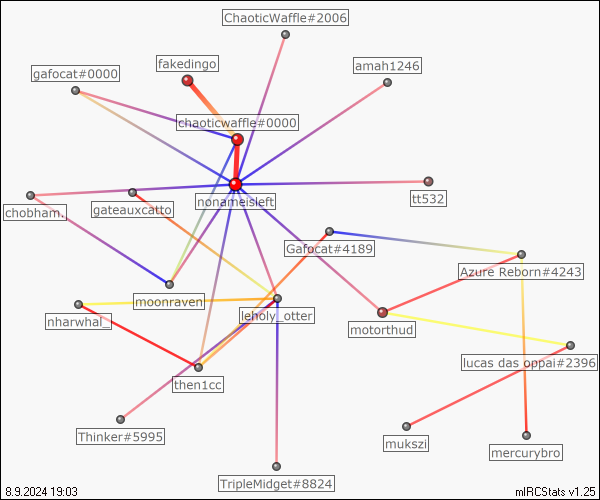 ChaoticWaffle#2006
fakedingo
gafocat#0000
amah1246
chaoticwaffle#0000
nonameisleft
tt532
chobham.
gateauxcatto
Gafocat#4189
Azure Reborn#4243
moonraven
leholy_otter
nharwhal_
motorthud
lucas das oppai#2396
then1cc
Thinker#5995
mukszi
mercurybro
TripleMidget#8824
8.9.2024 19:03
mIRCStats v1.25